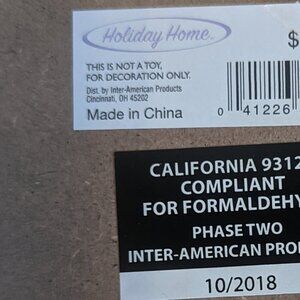 Holiday Home™
$
THIS IS NOT A TOY,
FOR DECORATION ONLY.
Dist. by Inter-American Products
Cincinnati, OH 45202
Made in China
0 41226
CALIFORNIA 9312
COMPLIANT
FOR FORMALDEHY
PHASE TWO
INTER-AMERICAN PRO
10/2018